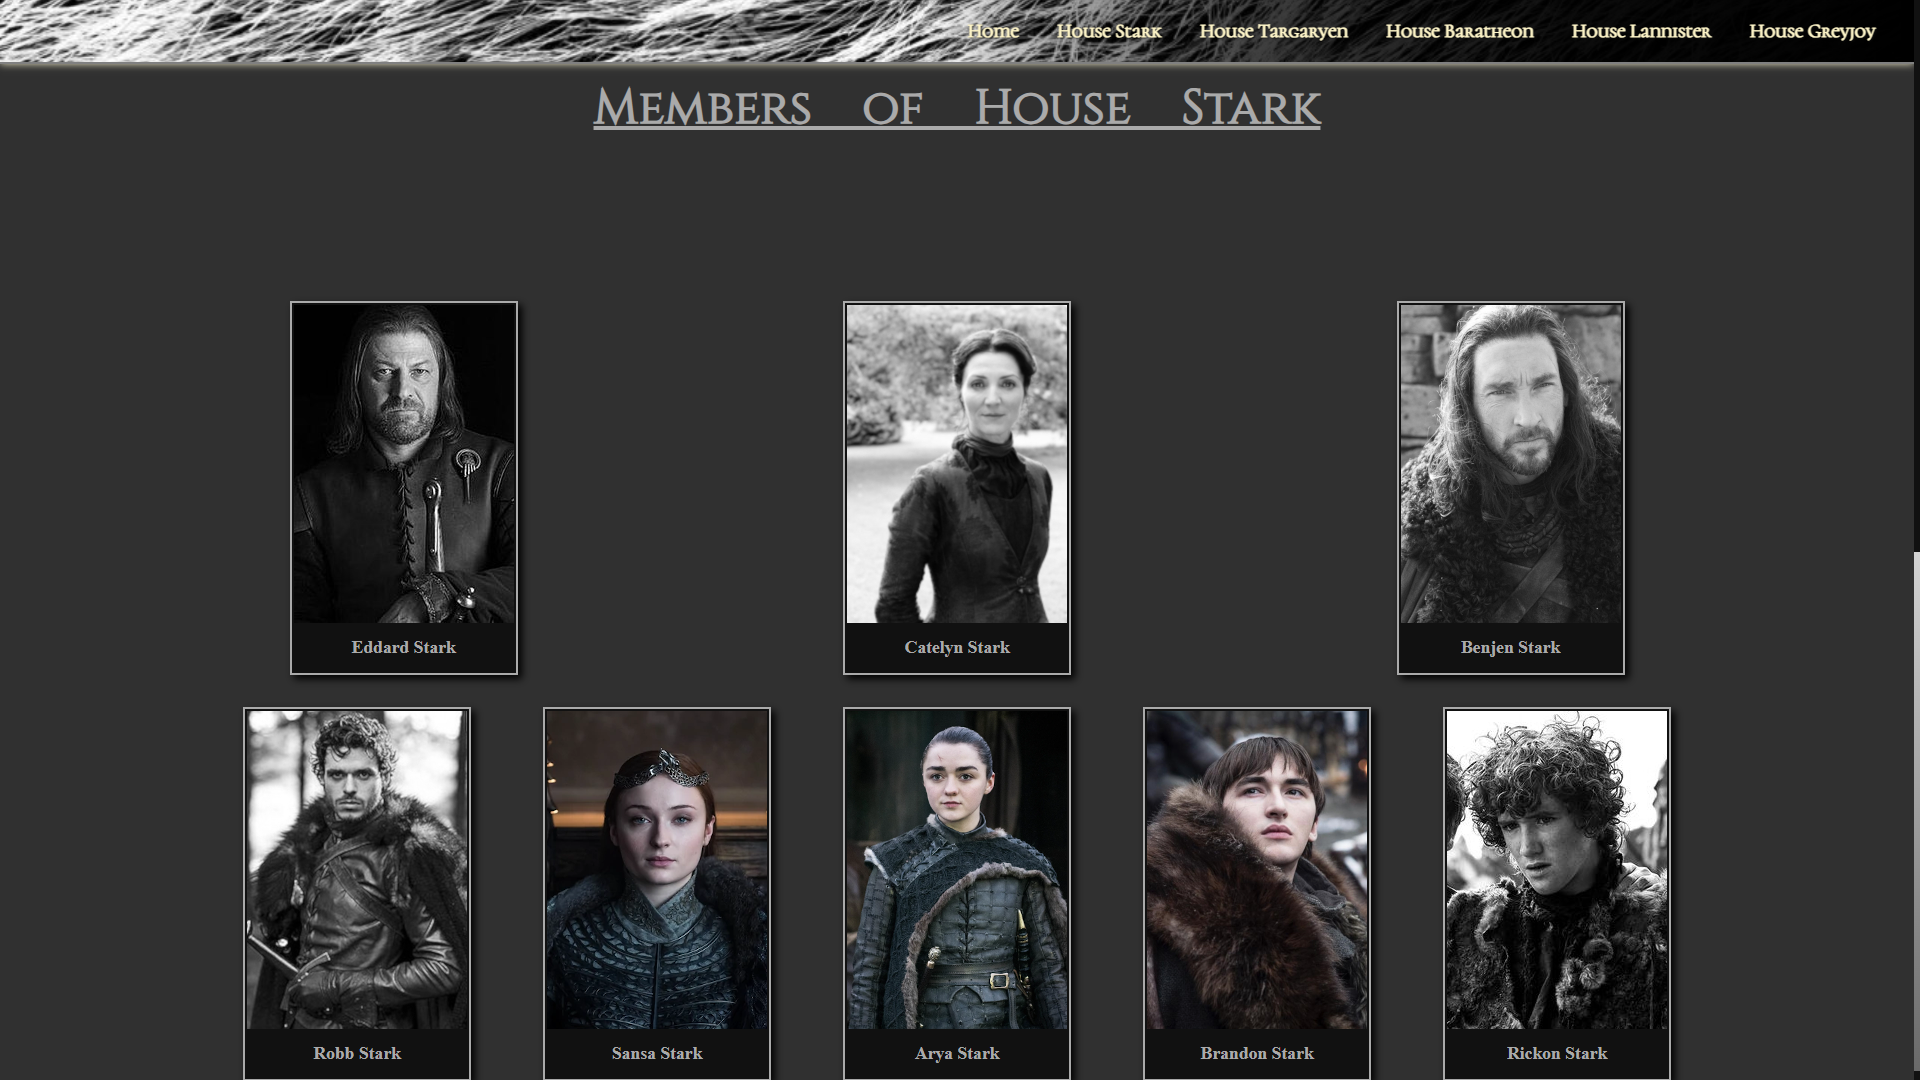 Home House Stark House Targaryen House Baratheon House Lannister House Greyjoy
Members of House Stark
Eddard Stark
Catelyn Stark
Benjen Stark
Robb Stark
Sansa Stark
Arya Stark
Brandon Stark
Rickon Stark